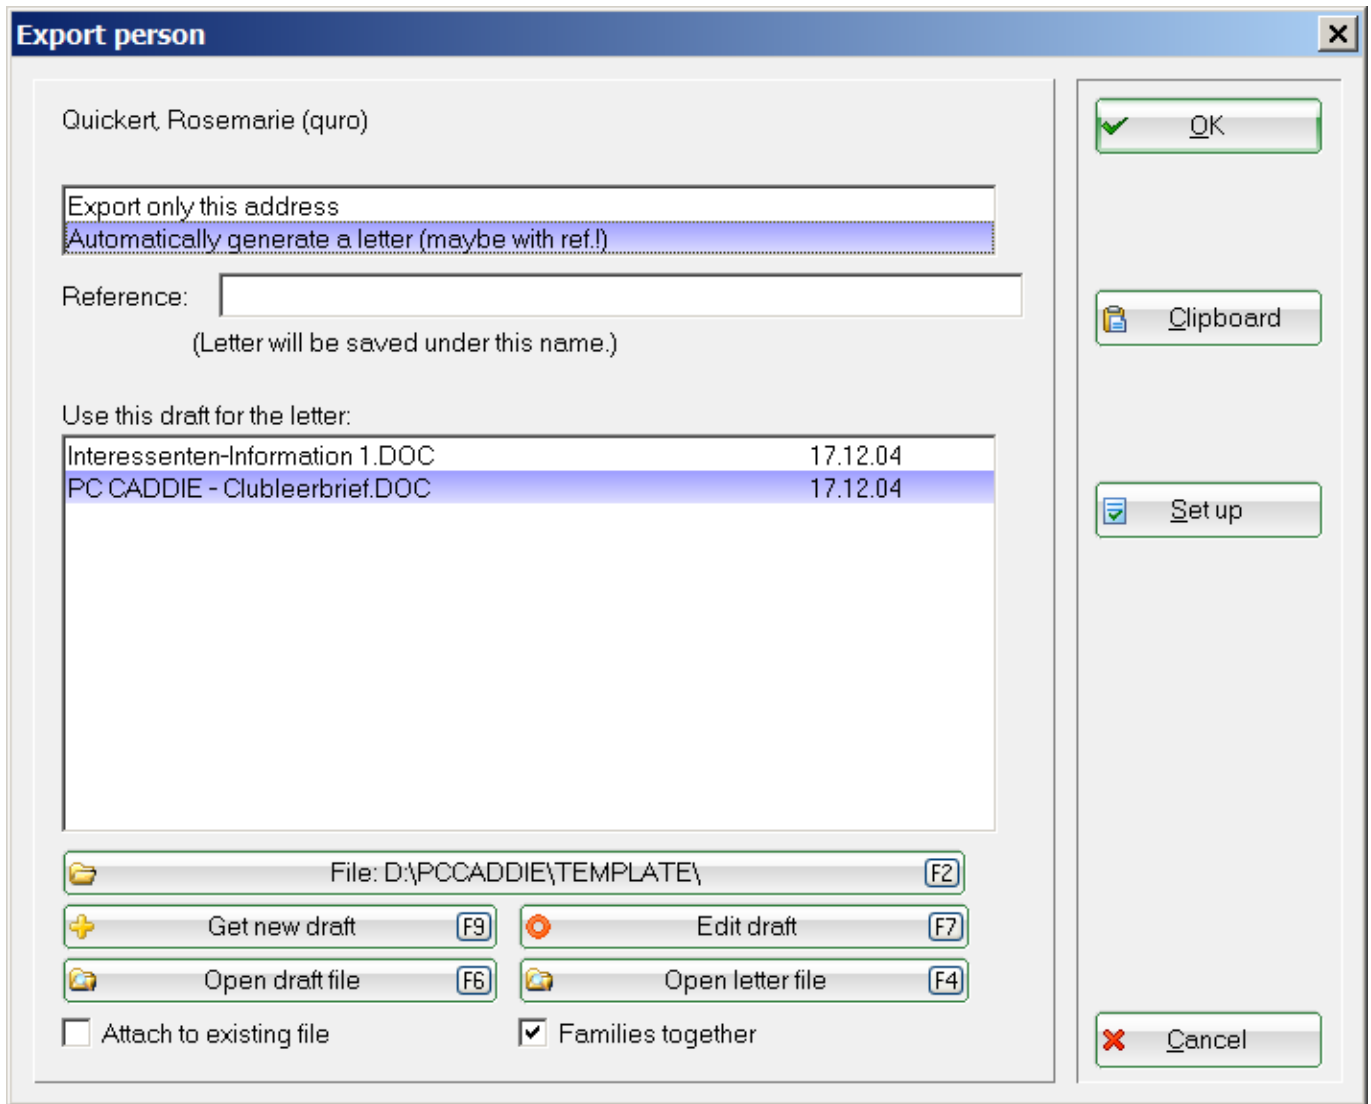 Export person
Quickert, Rosemarie (quro)
OK
Export only this address
Automatically generate a letter (maybe with ref.!)
Reference:
(Letter will be saved under this name.)
Clipboard
Use this draft for the letter:
Interessenten-Information 1.DOC 17.12.04
PC CADDIE - Clubleerbrief.DOC 17.12.04
Set up
File: D:\PCCADDIE\TEMPLATE\ F2
Get new draft F9 Edit draft F7
Open draft file F6 Open letter file F4
Attach to existing file Families together
Cancel